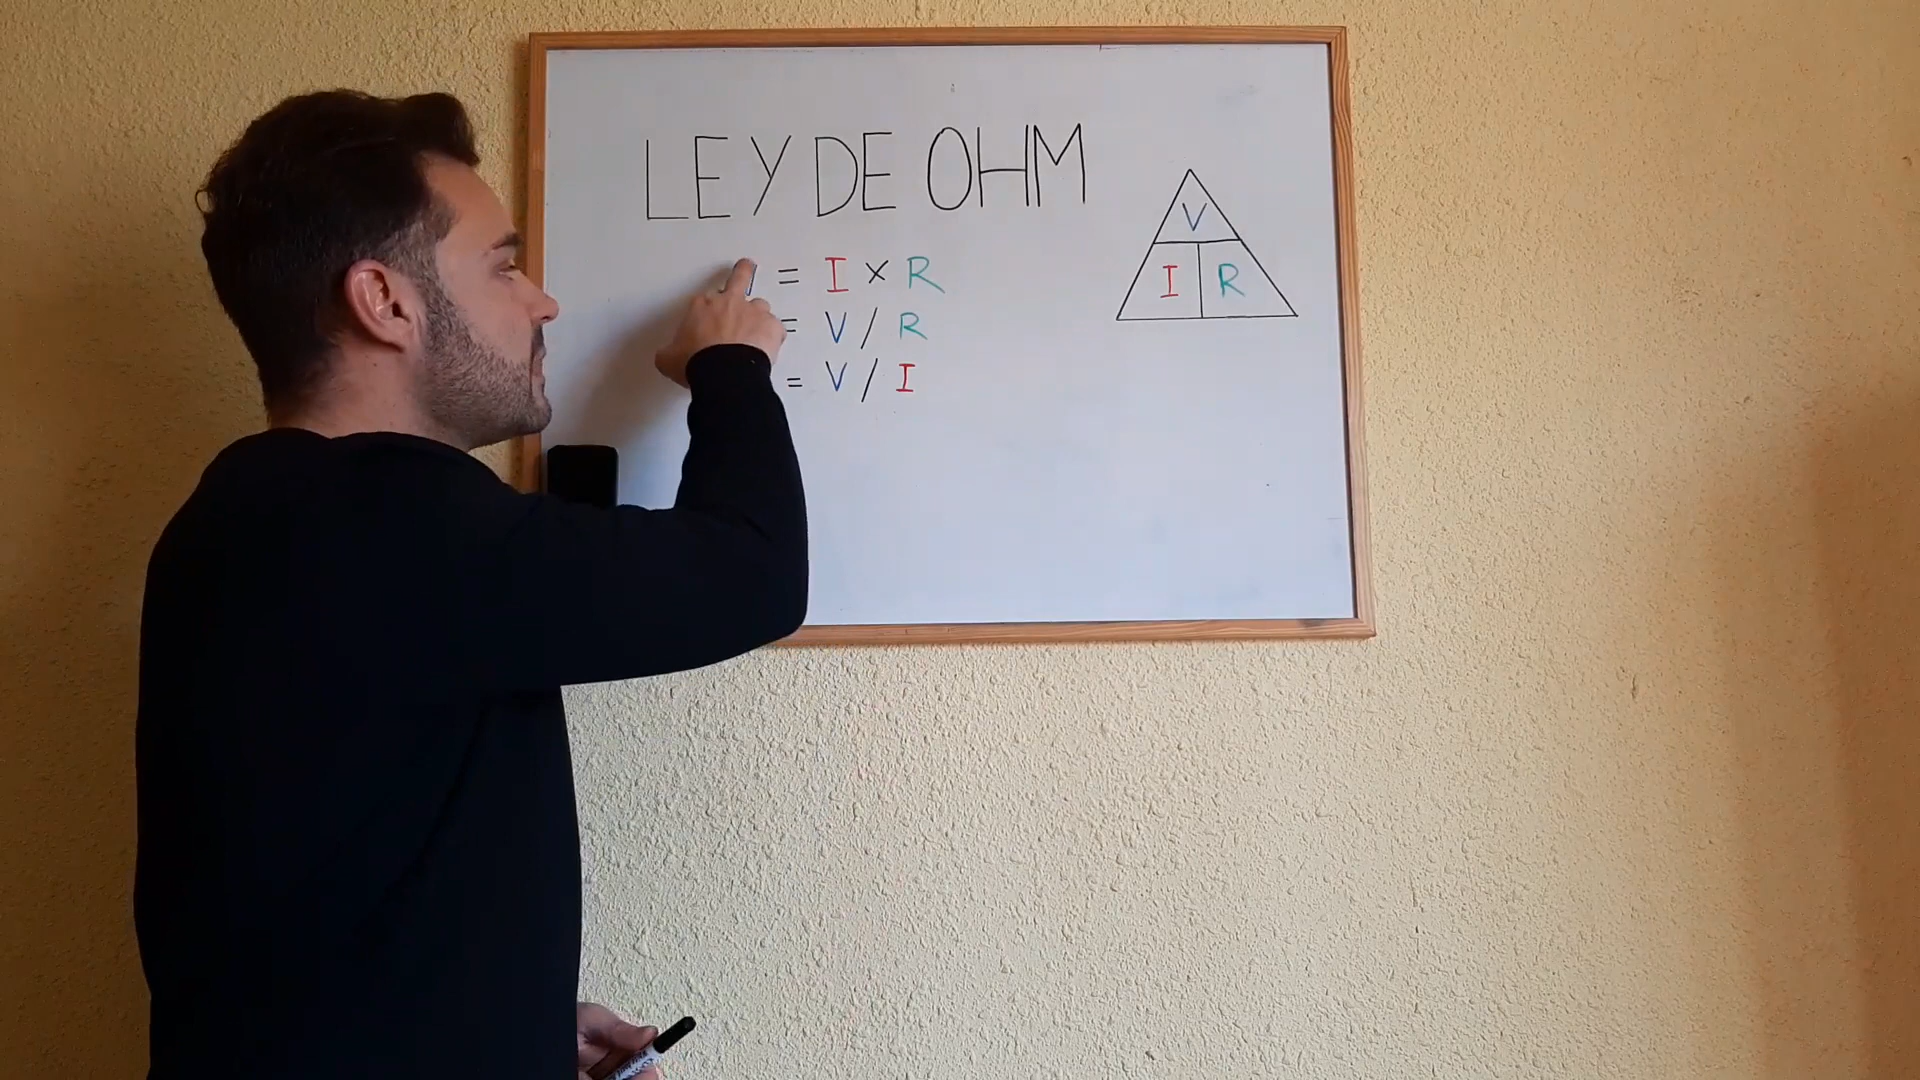 LEY DE OHM
= I × R
= V / R
= V / I
V
I R